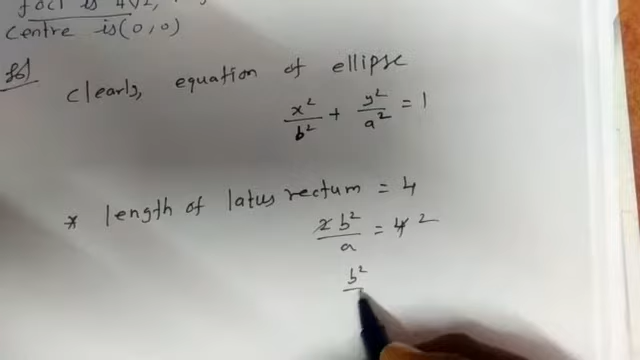 foci is 4√2,
Centre is (0,0)
Sol
clearly, equation of ellipse
x²/b² + y²/a² = 1
* length of latus rectum = 4
2b²/a = 4 2
b²